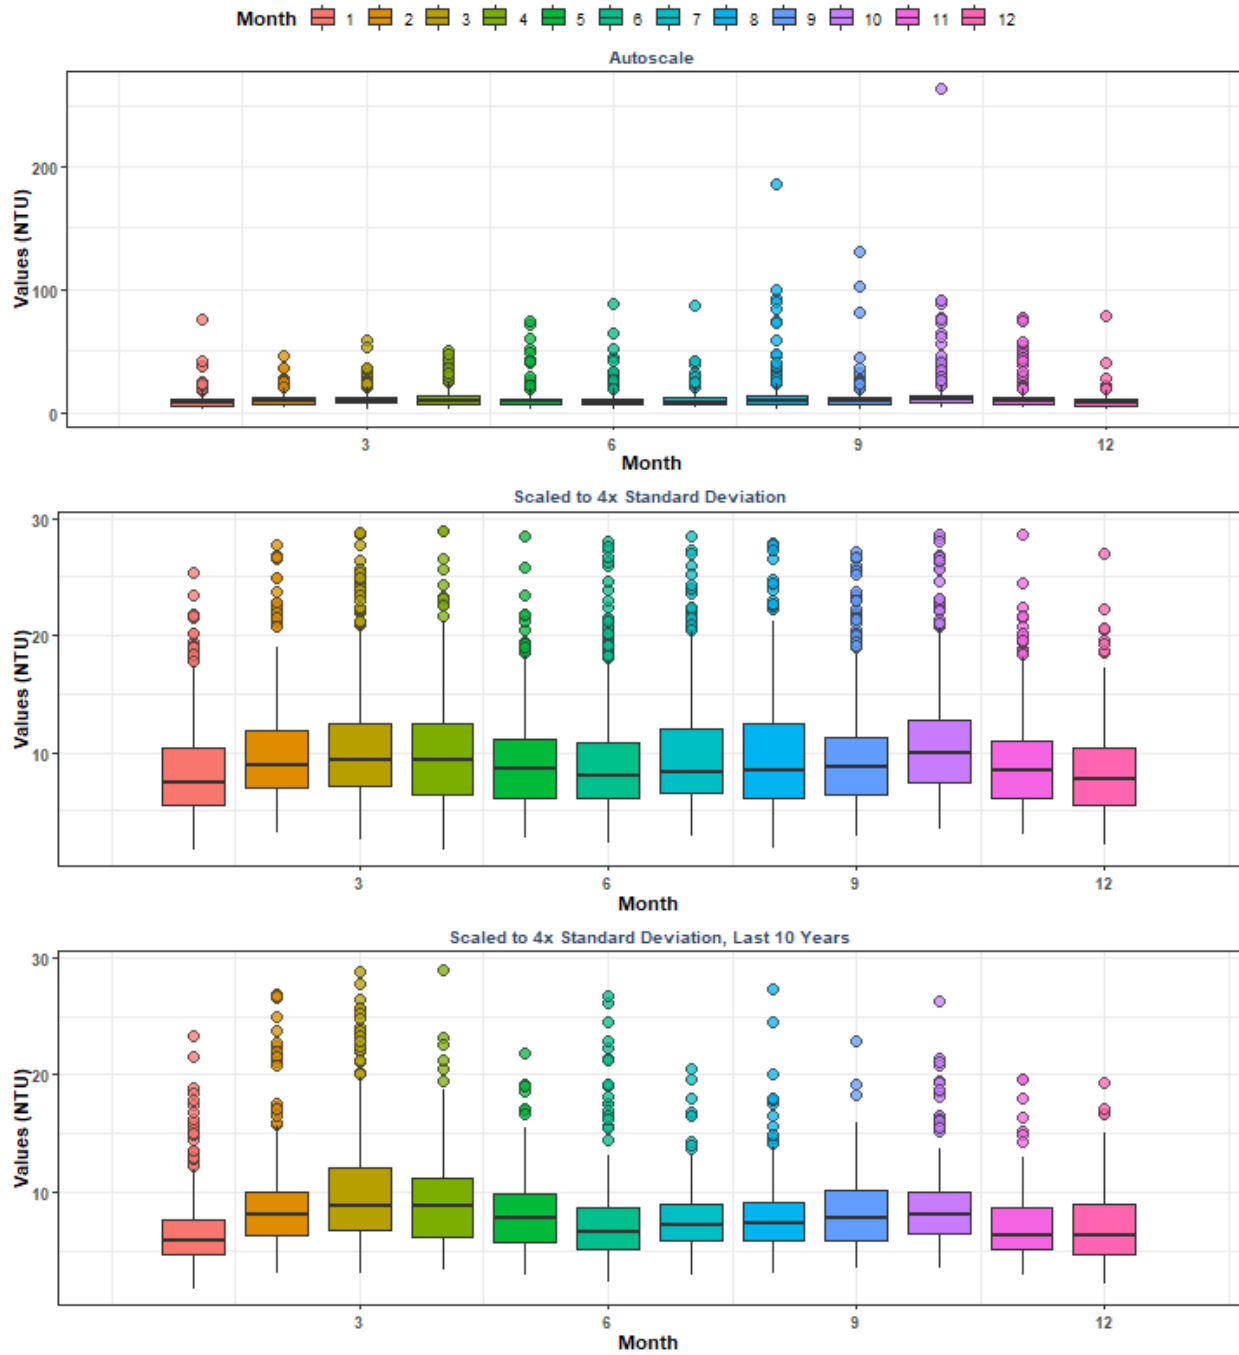 Month 1 2 3 4 5 6 7 8 9 10 11 12
Autoscale
Values (NTU)
200
100
0
3 6 9 12
Month
Scaled to 4x Standard Deviation
Values (NTU)
30
20
10
3 6 9 12
Month
Scaled to 4x Standard Deviation, Last 10 Years
Values (NTU)
30
20
10
3 6 9 12
Month